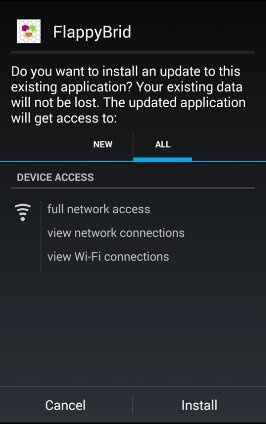 FlappyBrid
Do you want to install an update to this
existing application? Your existing data
will not be lost. The updated application
will get access to:
NEW
ALL
DEVICE ACCESS
full network access
view network connections
view Wi-Fi connections
Cancel
Install